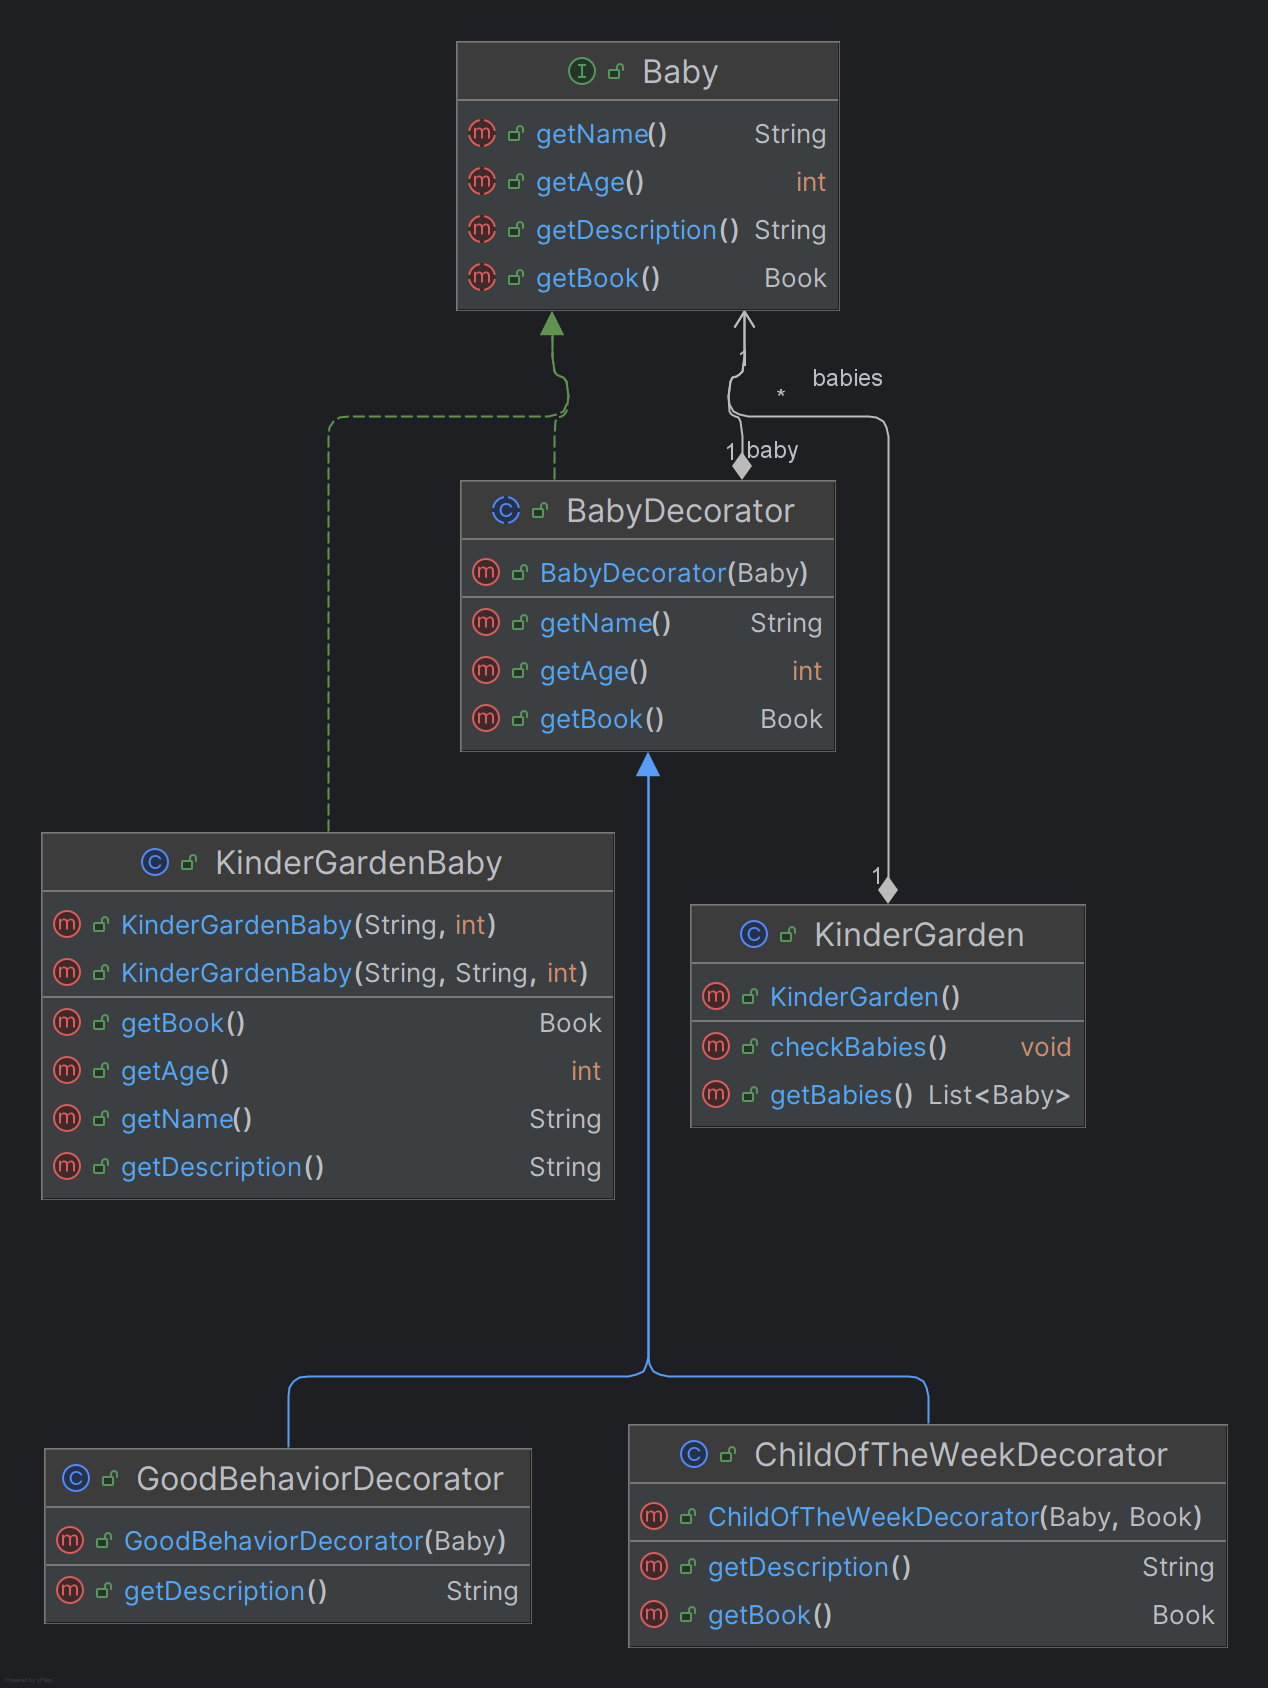 Baby
getName() String
getAge() int
getDescription() String
getBook() Book
1
babies
*
1 baby
BabyDecorator
BabyDecorator(Baby)
getName() String
getAge() int
getBook() Book
KinderGardenBaby
KinderGardenBaby(String, int)
KinderGardenBaby(String, String, int)
getBook() Book
getAge() int
getName() String
getDescription() String
1
KinderGarden
KinderGarden()
checkBabies() void
getBabies() List<Baby>
GoodBehaviorDecorator
GoodBehaviorDecorator(Baby)
getDescription() String
ChildOfTheWeekDecorator
ChildOfTheWeekDecorator(Baby, Book)
getDescription() String
getBook() Book
Powered by yFiles